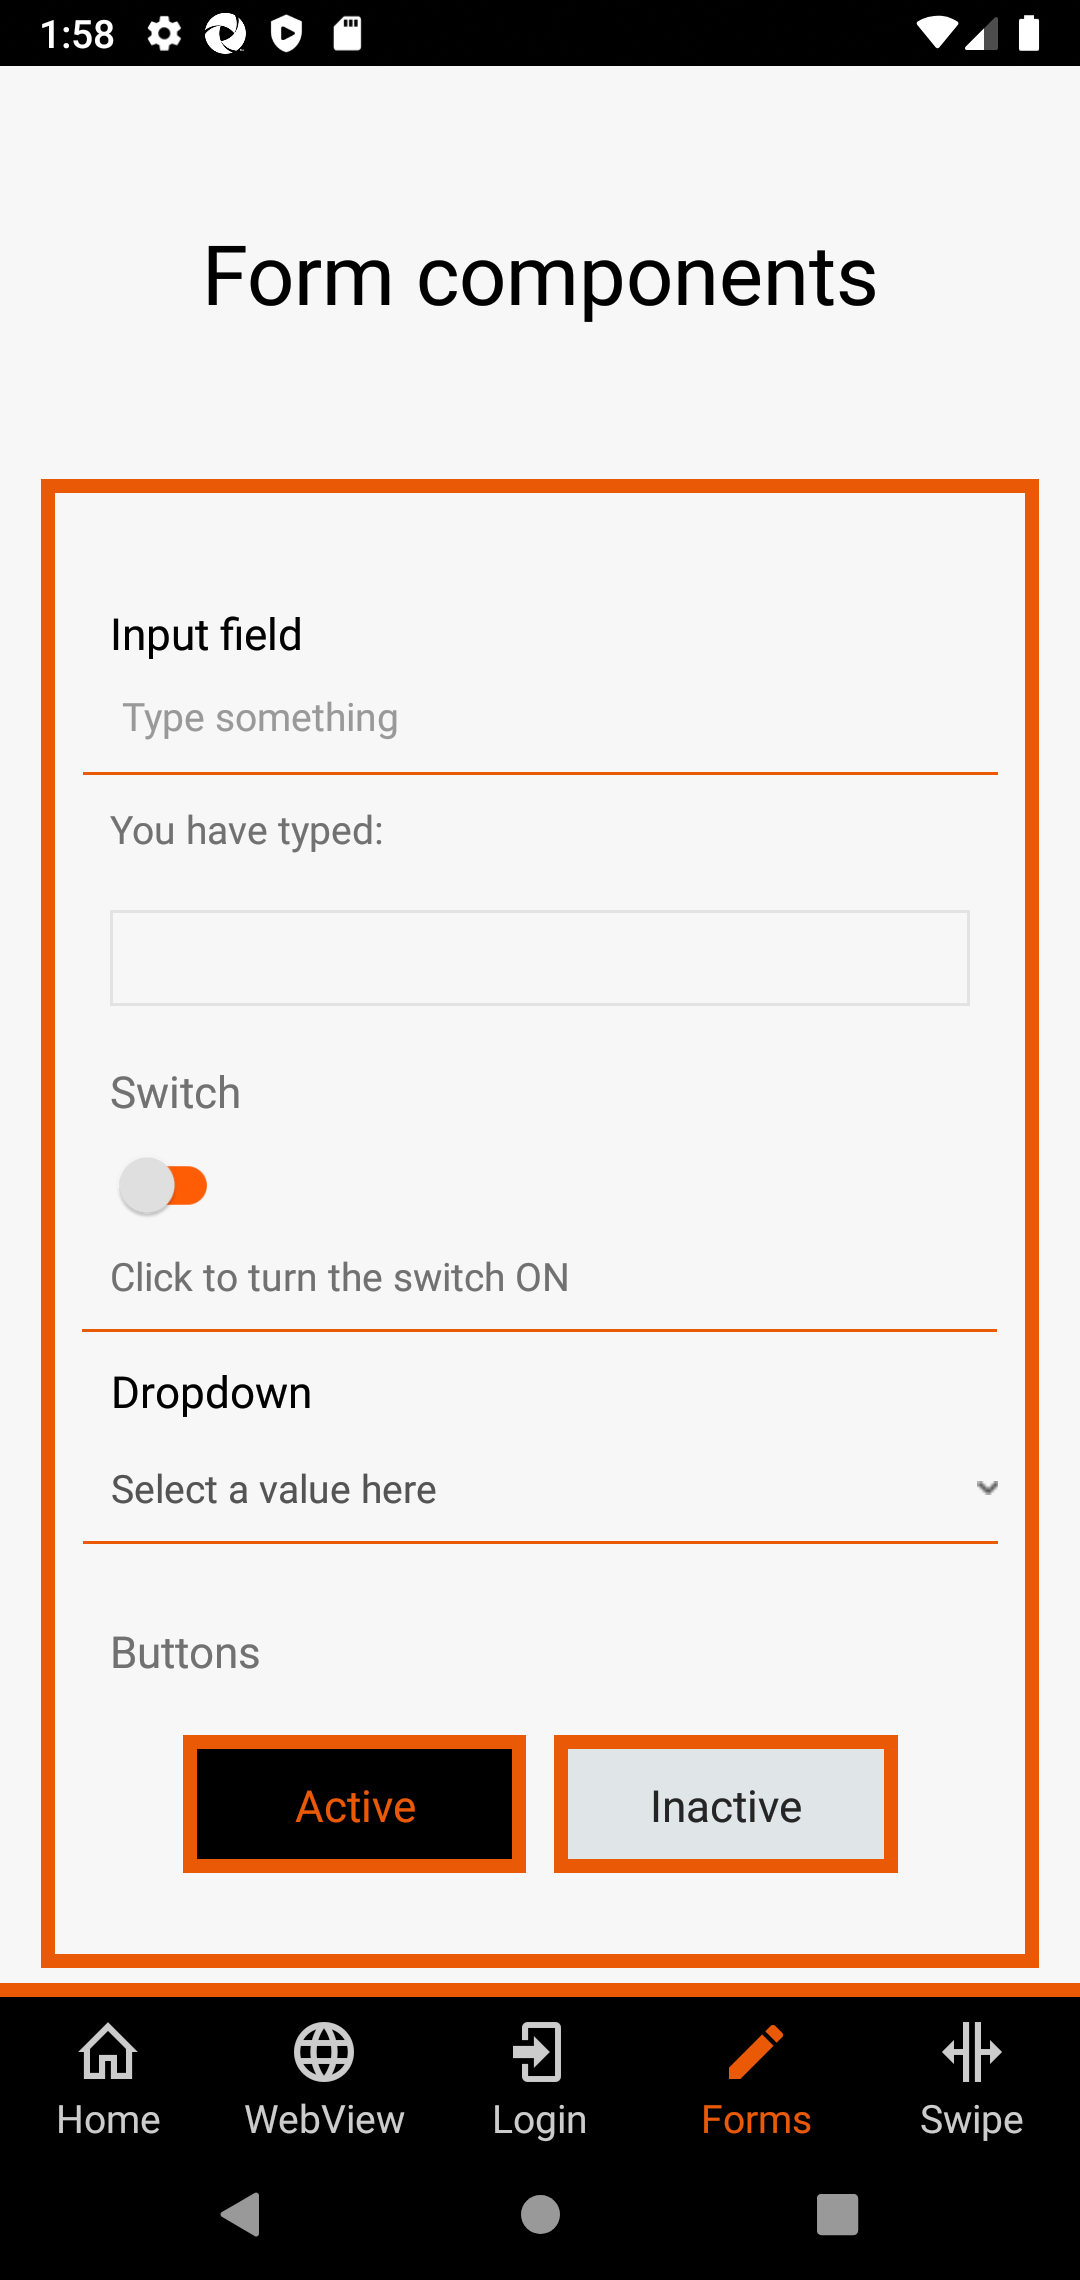 1:58
Form components
Input field
Type something
You have typed:
Switch
Click to turn the switch ON
Dropdown
Select a value here
Buttons
Active
Inactive
Home
WebView
Login
Forms
Swipe